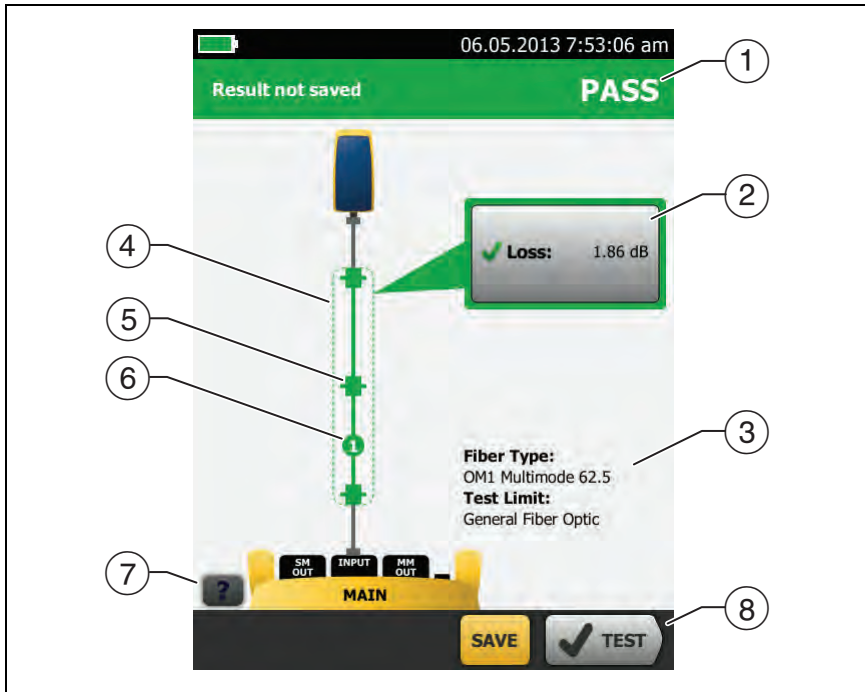 06.05.2013 7:53:06 am
1
Result not saved
PASS
2
4
Loss: 1.86 dB
5
6
1
3
Fiber Type:
OM1 Multimode 62.5
Test Limit:
General Fiber Optic
7
SM OUT
INPUT
MM OUT
?
MAIN
8
SAVE
TEST